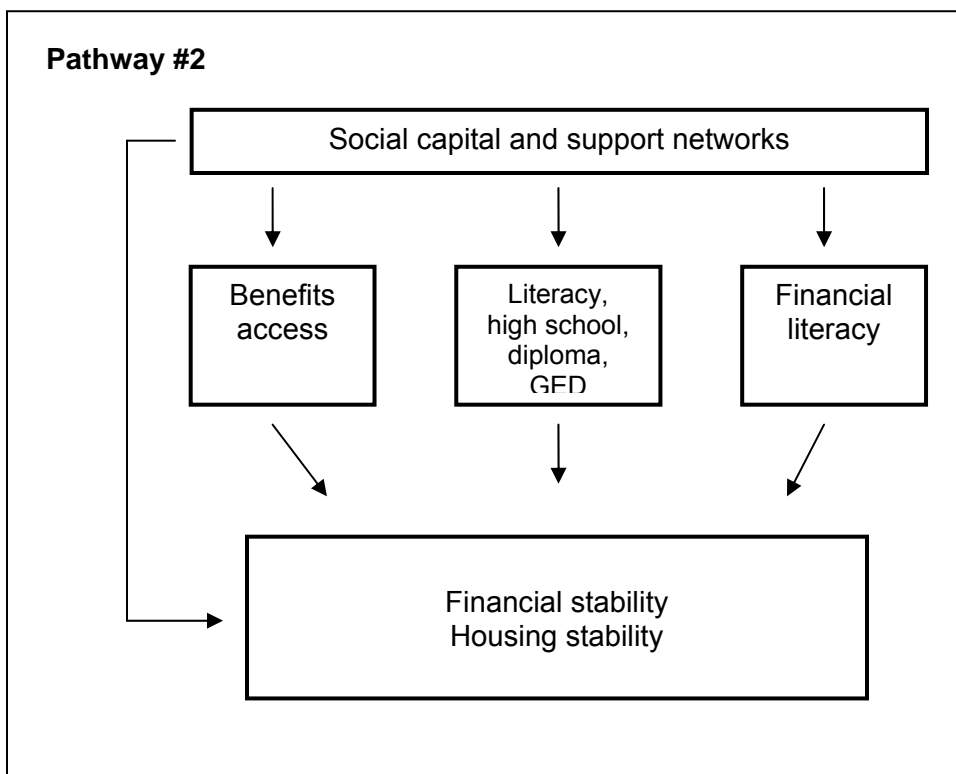 Pathway #2
Social capital and support networks
Benefits
access
Literacy,
high school,
diploma,
GED
Financial
literacy
Financial stability
Housing stability